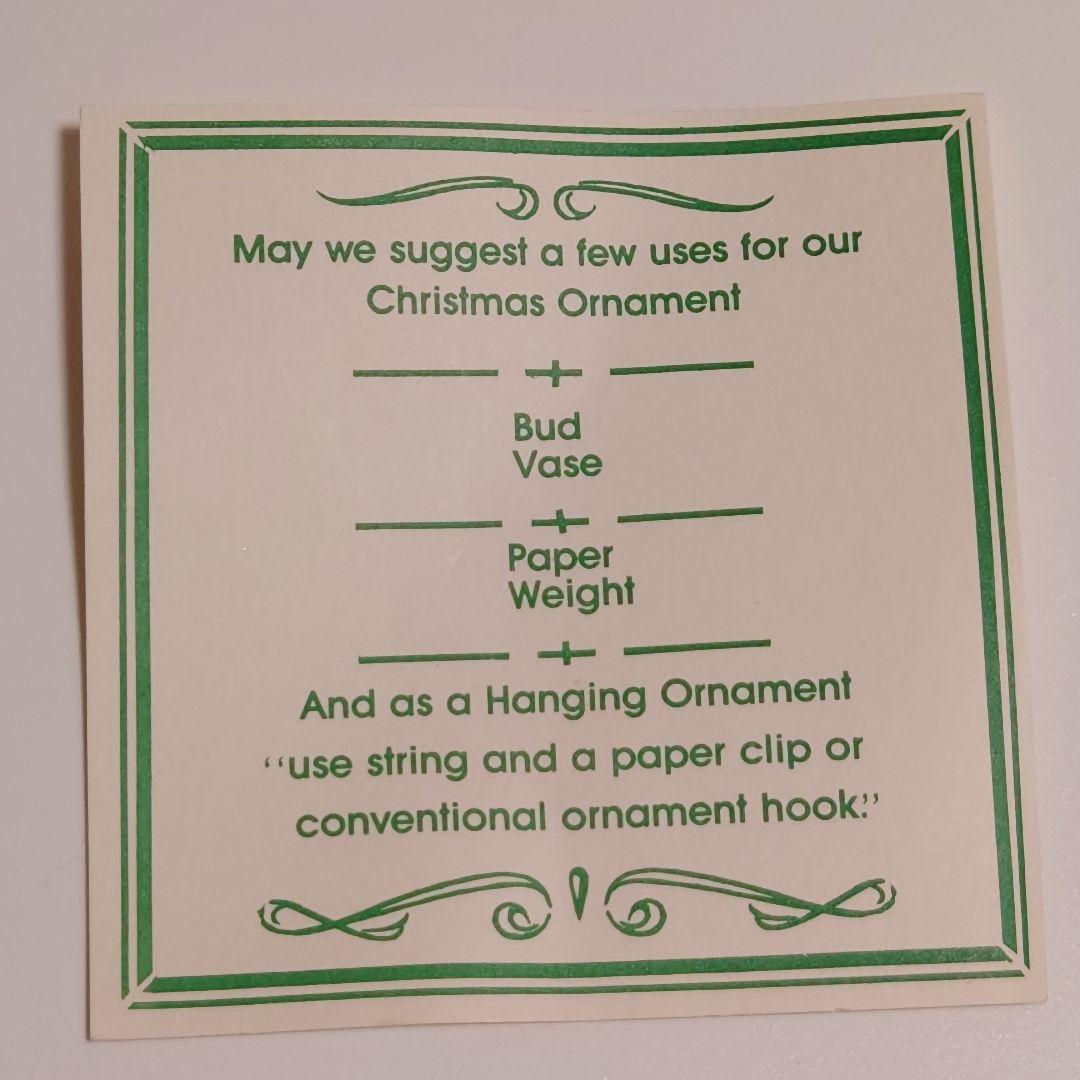 May we suggest a few uses for our
Christmas Ornament
Bud
Vase
Paper
Weight
And as a Hanging Ornament
“use string and a paper clip or
conventional ornament hook.”